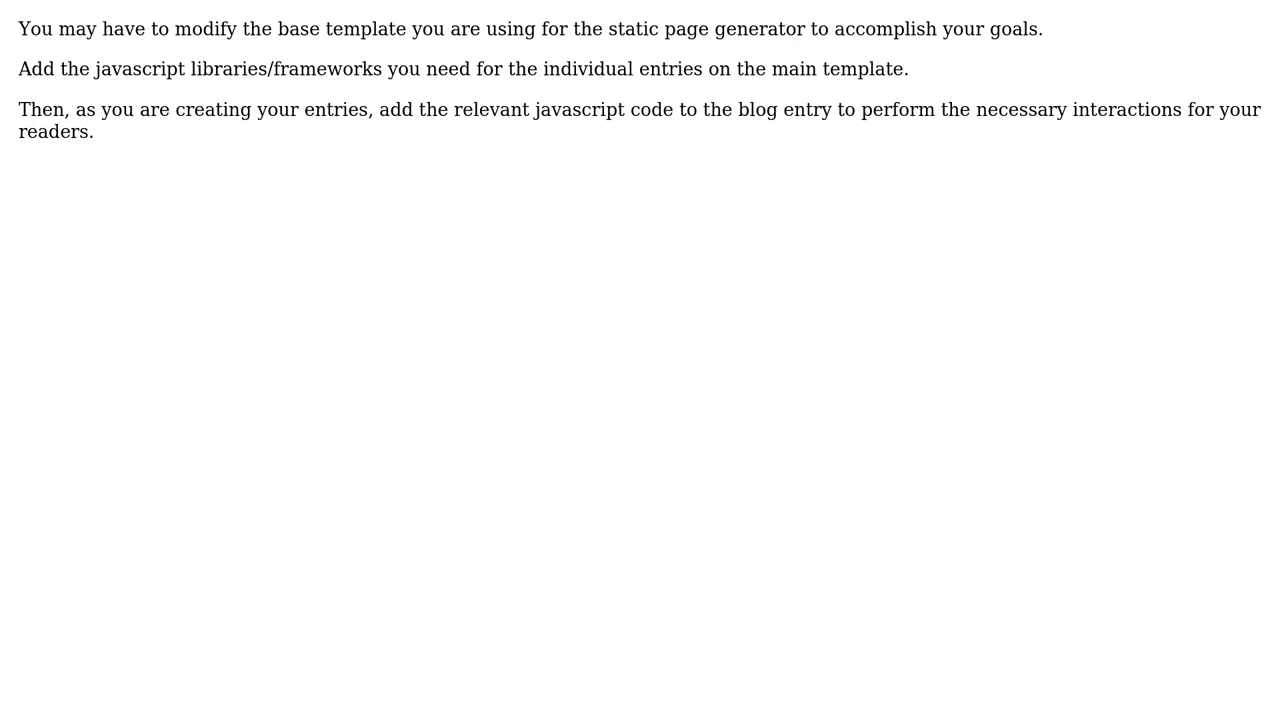 You may have to modify the base template you are using for the static page generator to accomplish your goals.
Add the javascript libraries/frameworks you need for the individual entries on the main template.
Then, as you are creating your entries, add the relevant javascript code to the blog entry to perform the necessary interactions for your
readers.